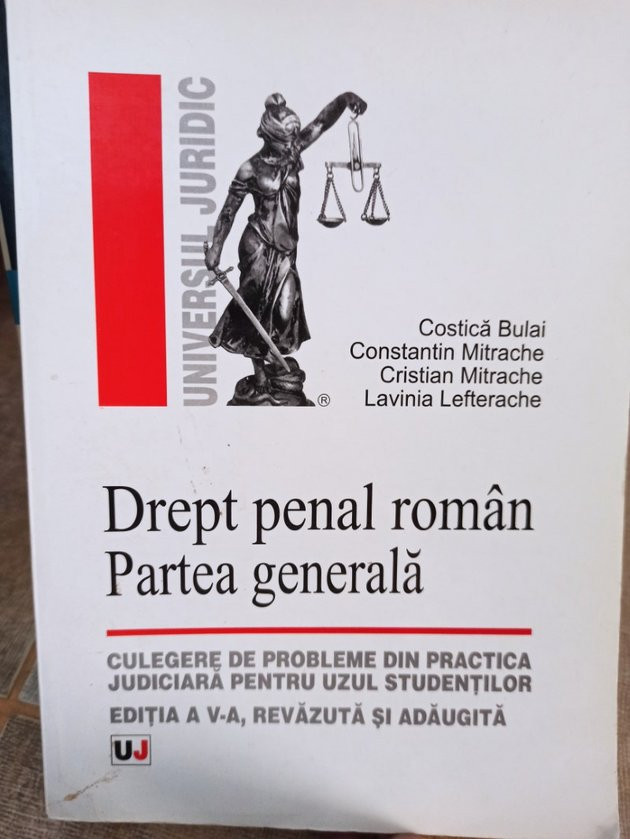 UNIVERSUL JURIDIC
®
Costică Bulai
Constantin Mitrache
Cristian Mitrache
Lavinia Lefterache
Drept penal român
Partea generală
CULEGERE DE PROBLEME DIN PRACTICA
JUDICIARĂ PENTRU UZUL STUDENȚILOR
EDIȚIA A V-A, REVĂZUTĂ ȘI ADĂUGITĂ
UJ